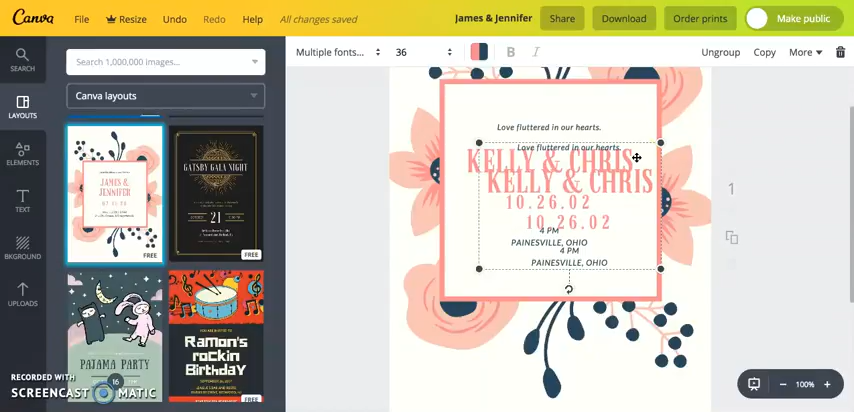 Canva
File
Resize
Undo
Redo
Help
All changes saved
James & Jennifer
Share
Download
Order prints
Make public
SEARCH
Search 1,000,000 images...
Multiple fonts...
36
B
I
Ungroup
Copy
More
LAYOUTS
Canva layouts
ELEMENTS
TEXT
BKGROUND
UPLOADS
JAMES &
JENNIFER
FREE
GATSBY GALA NIGHT
21
FREE
PAJAMA PARTY
16
Ramon's
rockin
Birthday
FREE
Love fluttered in our hearts.
Love fluttered in our hearts.
KELLY & CHRIS
KELLY & CHRIS
10.26.02
10.26.02
4 PM
PAINESVILLE, OHIO
4 PM
PAINESVILLE, OHIO
1
100%
RECORDED WITH
SCREENCAST MATIC